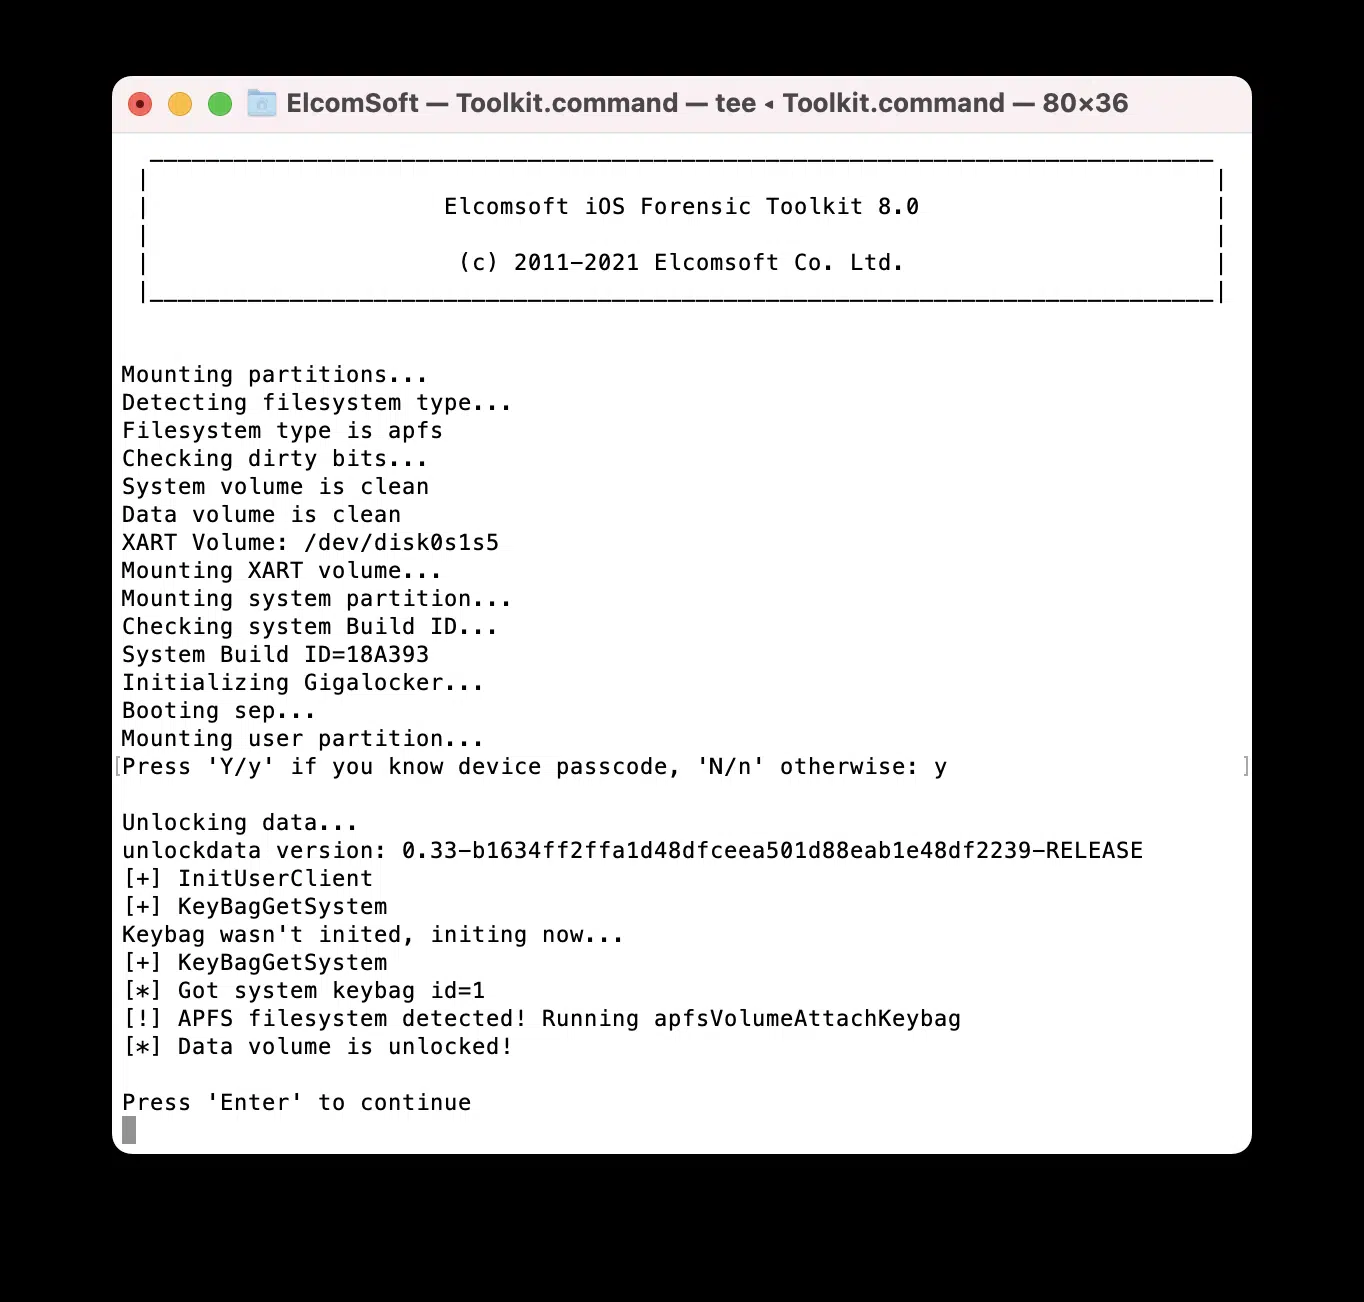 ElcomSoft — Toolkit.command — tee ◂ Toolkit.command — 80×36
Elcomsoft iOS Forensic Toolkit 8.0
(c) 2011-2021 Elcomsoft Co. Ltd.
Mounting partitions...
Detecting filesystem type...
Filesystem type is apfs
Checking dirty bits...
System volume is clean
Data volume is clean
XART Volume: /dev/disk0s1s5
Mounting XART volume...
Mounting system partition...
Checking system Build ID...
System Build ID=18A393
Initializing Gigalocker...
Booting sep...
Mounting user partition...
[Press 'Y/y' if you know device passcode, 'N/n' otherwise: y ]
Unlocking data...
unlockdata version: 0.33-b1634ff2ffa1d48dfceea501d88eab1e48df2239-RELEASE
[+] InitUserClient
[+] KeyBagGetSystem
Keybag wasn't inited, initing now...
[+] KeyBagGetSystem
[*] Got system keybag id=1
[!] APFS filesystem detected! Running apfsVolumeAttachKeybag
[*] Data volume is unlocked!
Press 'Enter' to continue